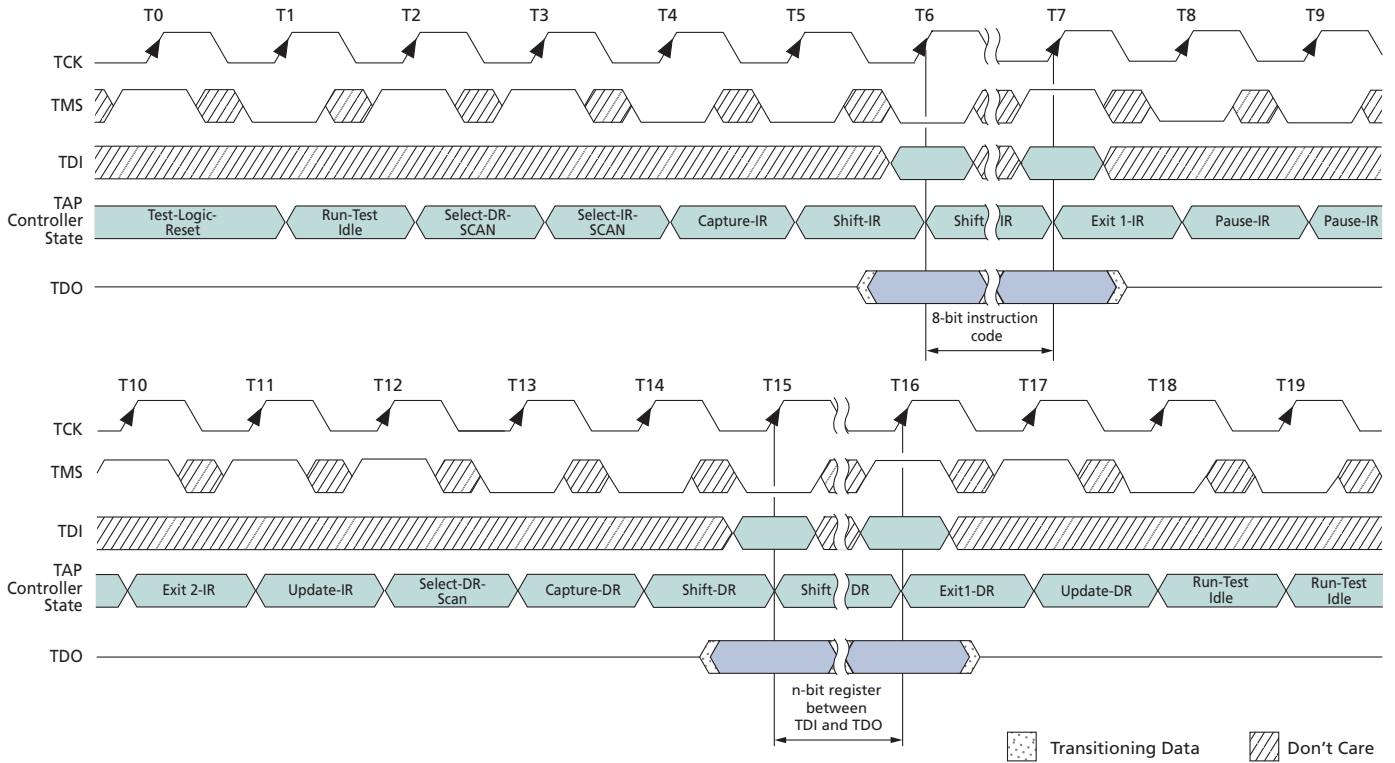 T0 T1 T2 T3 T4 T5 T6 T7 T8 T9
TCK
TMS
TDI
TAP
Controller
State
Test-Logic-
Reset
Run-Test
Idle
Select-DR-
SCAN
Select-IR-
SCAN
Capture-IR
Shift-IR
Shift IR
Exit 1-IR
Pause-IR
Pause-IR
TDO
8-bit instruction
code
T10 T11 T12 T13 T14 T15 T16 T17 T18 T19
TCK
TMS
TDI
TAP
Controller
State
Exit 2-IR
Update-IR
Select-DR-
Scan
Capture-DR
Shift-DR
Shift DR
Exit1-DR
Update-DR
Run-Test
Idle
Run-Test
Idle
TDO
n-bit register
between
TDI and TDO
Transitioning Data
Don't Care